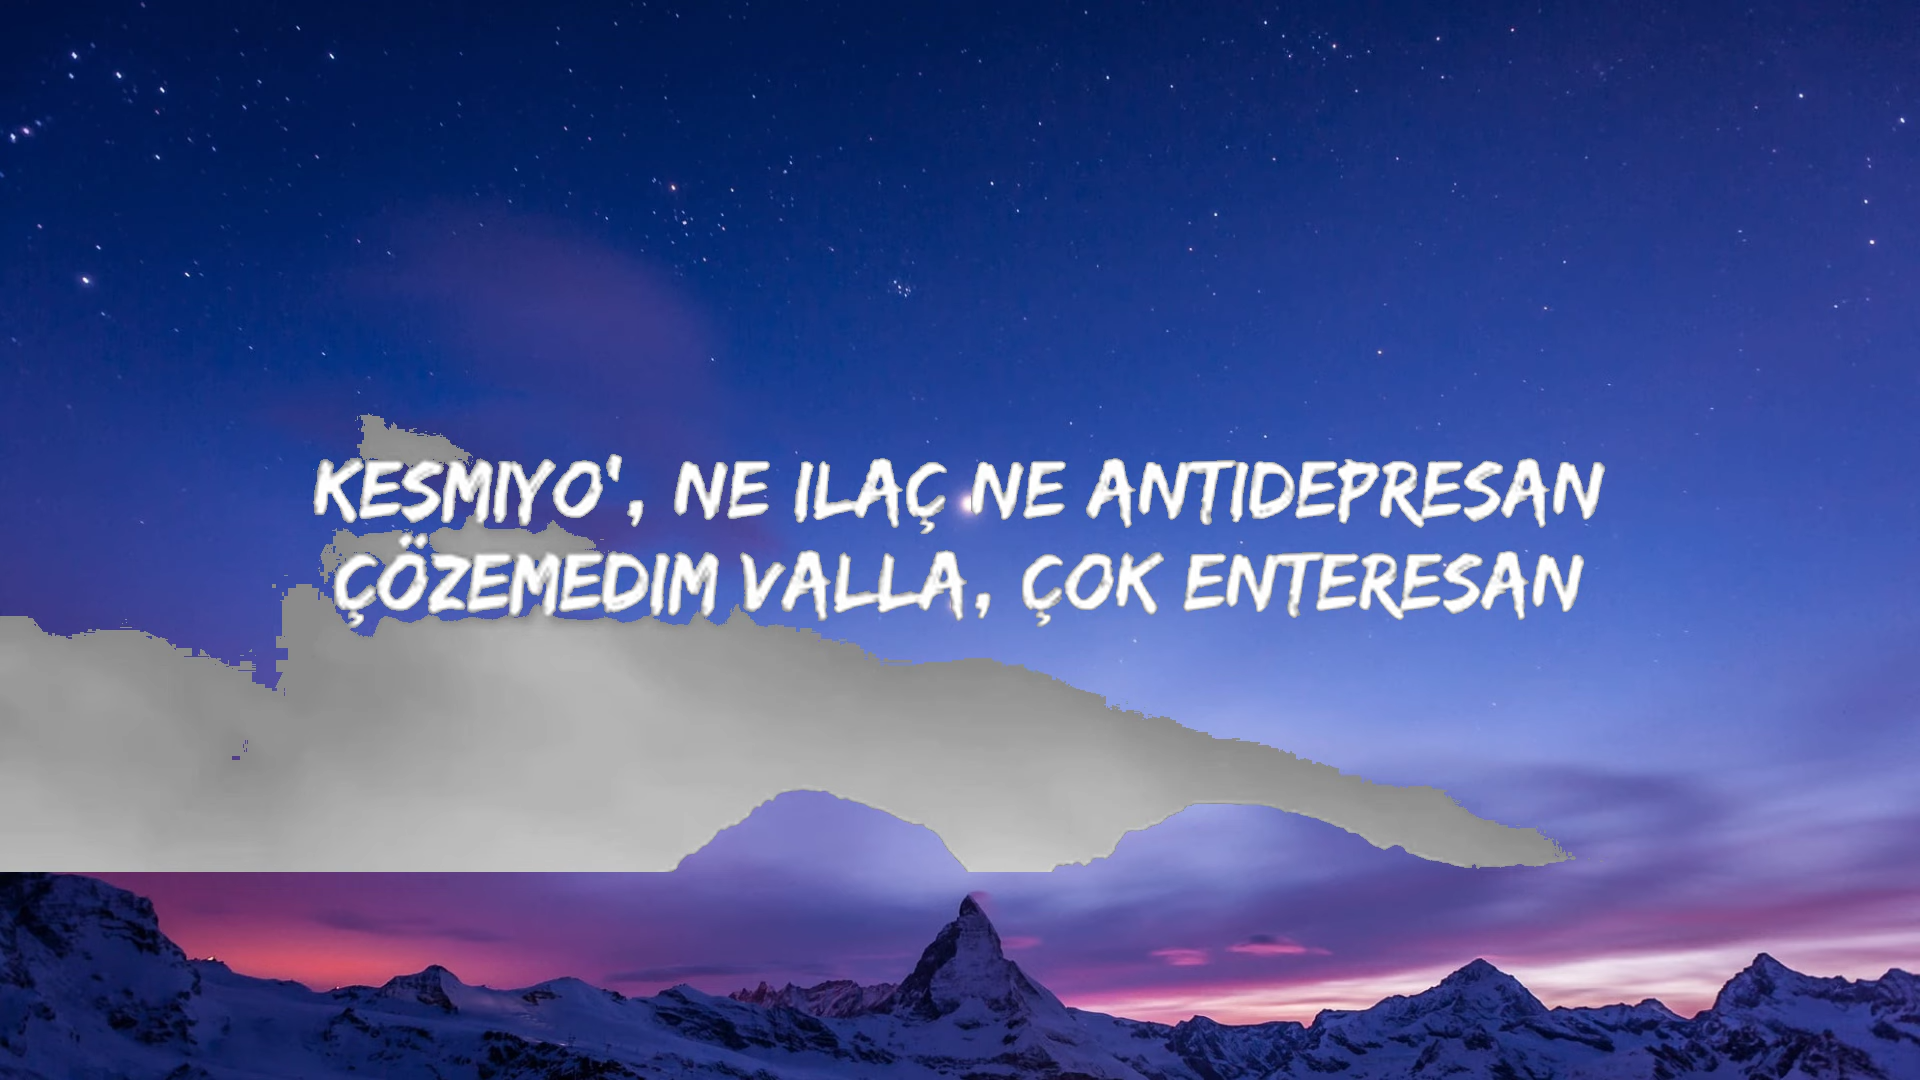 KESMIYO', NE ILAÇ NE ANTIDEPRESAN
ÇÖZEMEDIM VALLA, ÇOK ENTERESAN